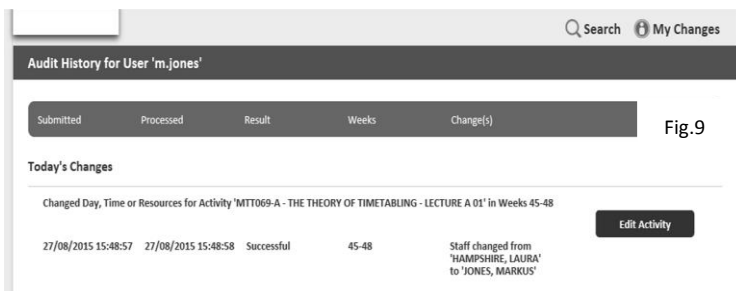 Search My Changes
Audit History for User 'm.jones'
Submitted Processed Result Weeks Change(s)
Fig.9
Today's Changes
Changed Day, Time or Resources for Activity 'MTT069-A - THE THEORY OF TIMETABLING - LECTURE A 01' in Weeks 45-48
Edit Activity
27/08/2015 15:48:57 27/08/2015 15:48:58 Successful 45-48 Staff changed from
'HAMPSHIRE, LAURA'
to 'JONES, MARKUS'